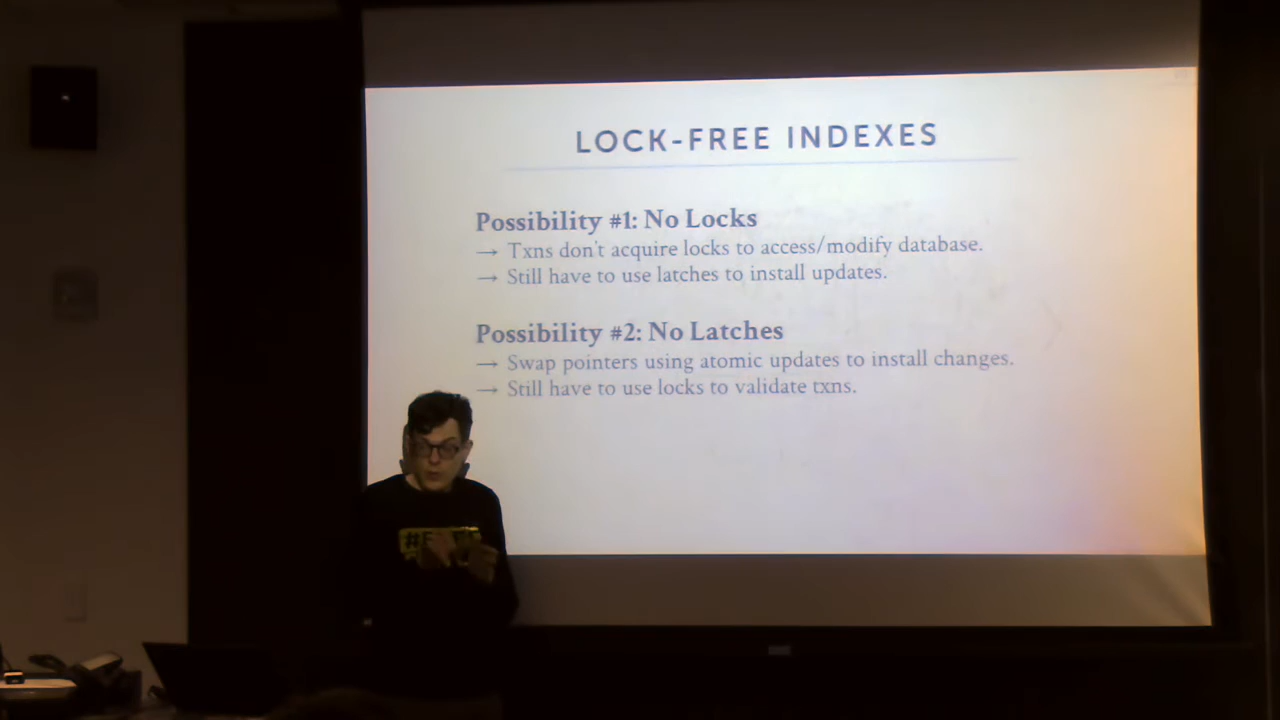 LOCK-FREE INDEXES
Possibility #1: No Locks
→ Txns don't acquire locks to access/modify database.
→ Still have to use latches to install updates.
Possibility #2: No Latches
→ Swap pointers using atomic updates to install changes.
→ Still have to use locks to validate txns.